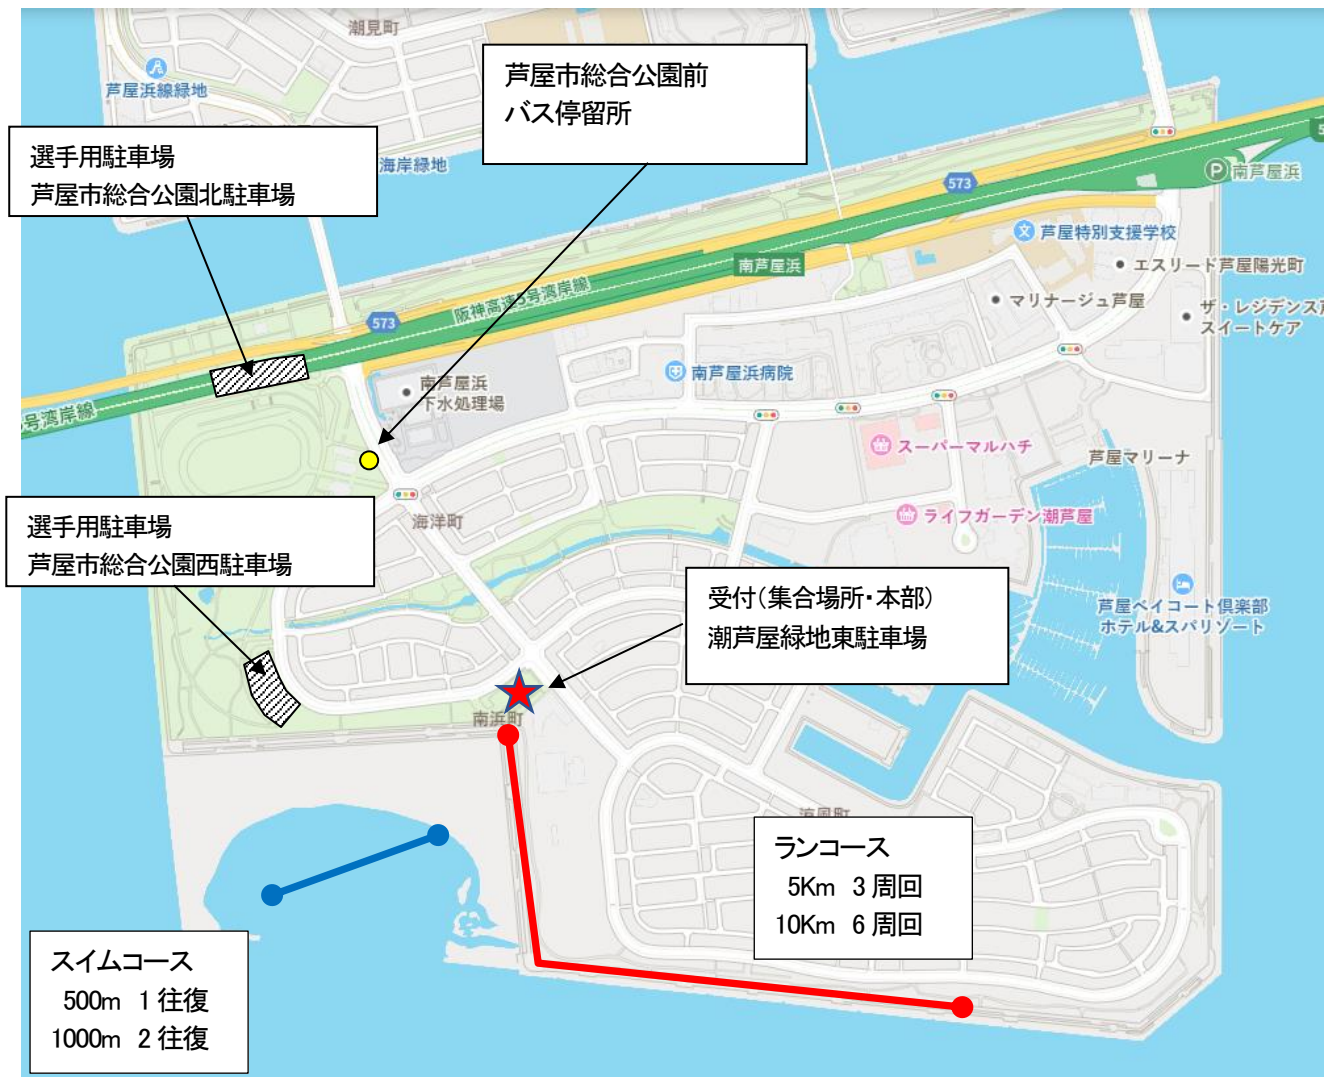 潮見町
芦屋浜線緑地
芦屋市総合公園前
バス停留所
選手用駐車場
芦屋市総合公園北駐車場
海岸緑地
573
南芦屋浜
芦屋特別支援学校
エスリード芦屋陽光町
南芦屋浜
マリナージュ芦屋
ザ・レジデンス芦
スイートケア
阪神高速5号湾岸線
573
号湾岸線
南芦屋浜
下水処理場
南芦屋浜病院
スーパーマルハチ
芦屋マリーナ
ライフガーデン潮芦屋
海洋町
選手用駐車場
芦屋市総合公園西駐車場
受付(集合場所・本部)
潮芦屋緑地東駐車場
芦屋ベイコート倶楽部
ホテル&スパリゾート
南浜町
涼風町
ランコース
5Km 3周回
10Km 6周回
スイムコース
500m 1往復
1000m 2往復